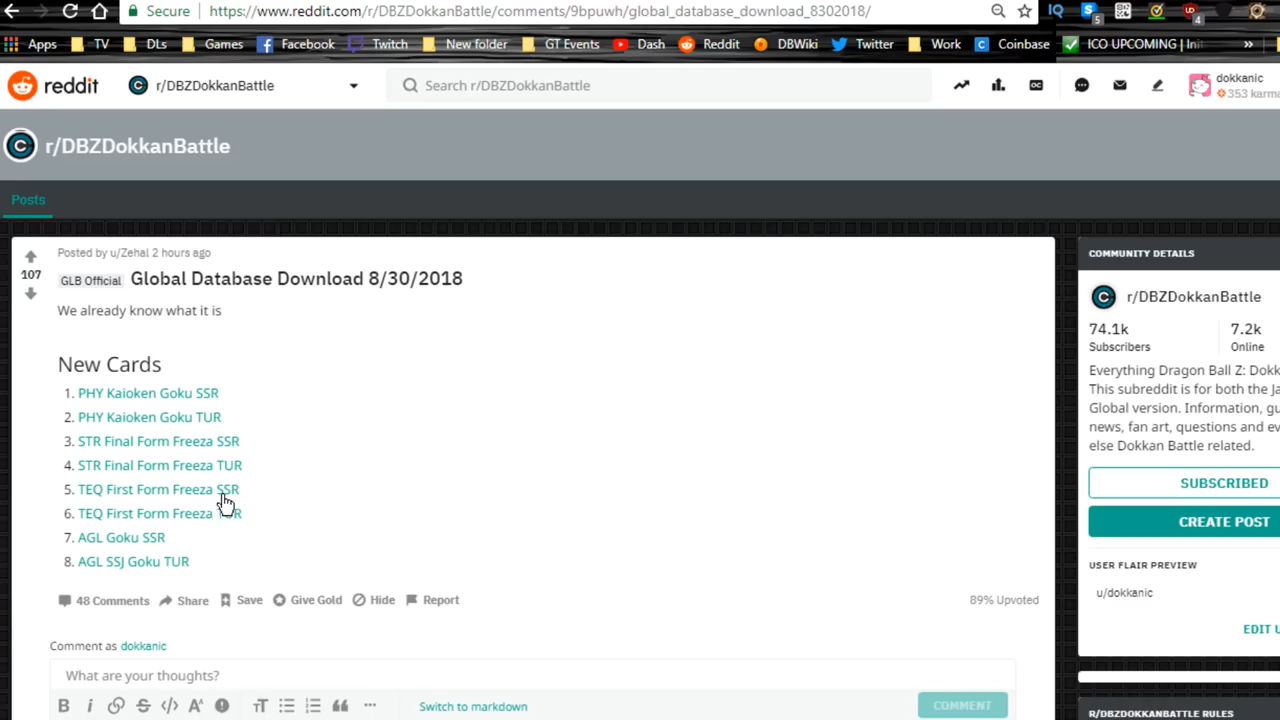 Secure https://www.reddit.com/r/DBZDokkanBattle/comments/9bpuwh/global_database_download_8302018/
Apps TV DLs Games Facebook Twitch New folder GT Events Dash Reddit DBWiki Twitter Work Coinbase ICO UPCOMING | Ini »
reddit r/DBZDokkanBattle Search r/DBZDokkanBattle dokkanic
353 karma
r/DBZDokkanBattle
Posts
Posted by u/Zehal 2 hours ago
107
GLB Official Global Database Download 8/30/2018
We already know what it is
New Cards
1. PHY Kaioken Goku SSR
2. PHY Kaioken Goku TUR
3. STR Final Form Freeza SSR
4. STR Final Form Freeza TUR
5. TEQ First Form Freeza SSR
6. TEQ First Form Freeza TUR
7. AGL Goku SSR
8. AGL SSJ Goku TUR
48 Comments Share Save Give Gold Hide Report 89% Upvoted
Comment as dokkanic
What are your thoughts?
B i S </> A Switch to markdown COMMENT
COMMUNITY DETAILS
r/DBZDokkanBattle
74.1k 7.2k
Subscribers Online
Everything Dragon Ball Z: Dokk
This subreddit is for both the Ja
Global version. Information, gu
news, fan art, questions and ev
else Dokkan Battle related.
SUBSCRIBED
CREATE POST
USER FLAIR PREVIEW
u/dokkanic
EDIT U
R/DBZDOKKANBATTLE RULES